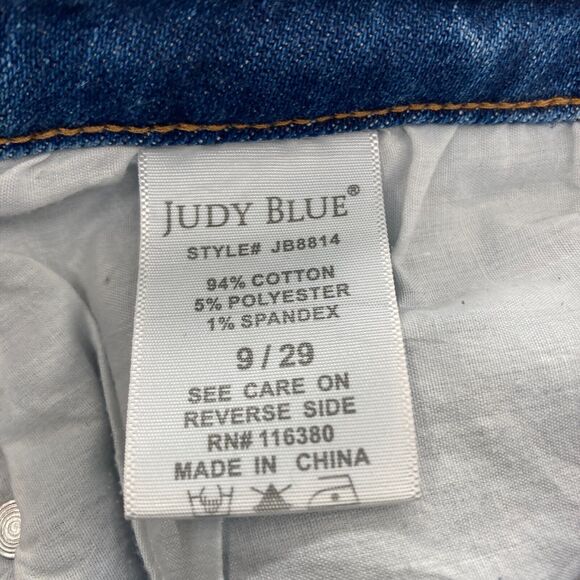 JUDY BLUE®
STYLE# JB8814
94% COTTON
5% POLYESTER
1% SPANDEX
9 / 29
SEE CARE ON
REVERSE SIDE
RN# 116380
MADE IN CHINA